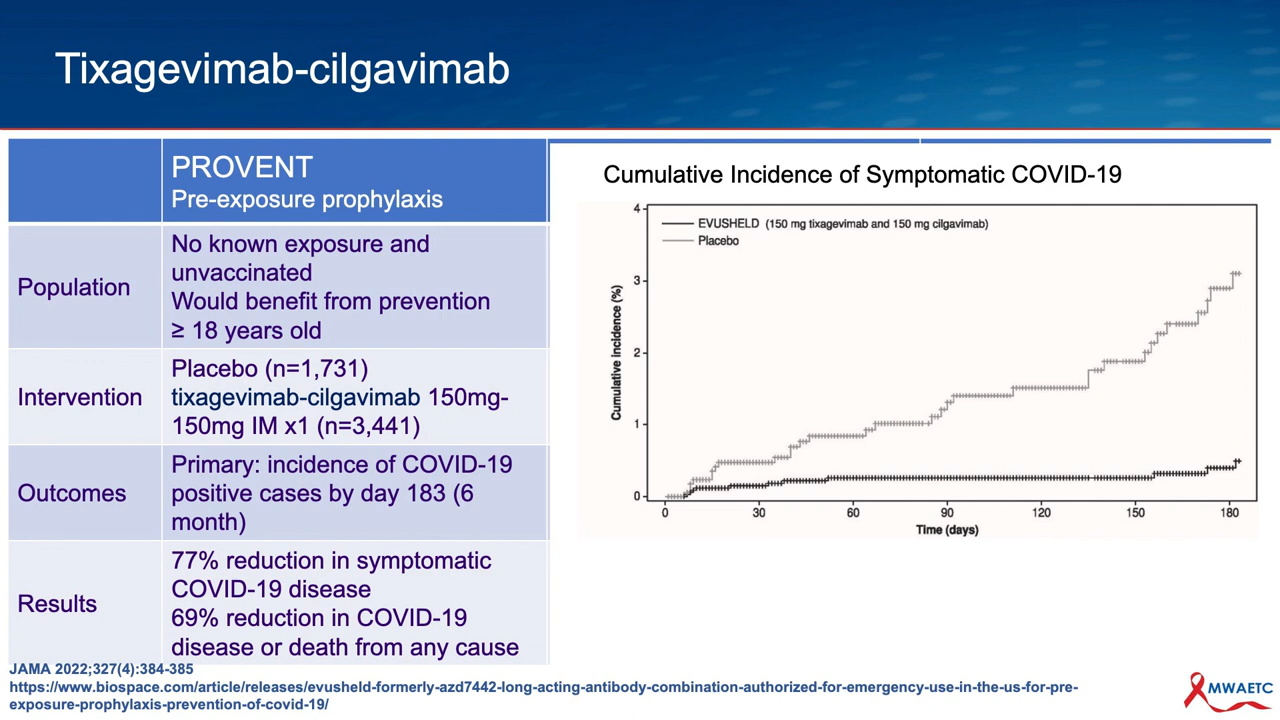 Tixagevimab-cilgavimab
PROVENT
Pre-exposure prophylaxis
Population
No known exposure and
unvaccinated
Would benefit from prevention
≥ 18 years old
Intervention
Placebo (n=1,731)
tixagevimab-cilgavimab 150mg-
150mg IM x1 (n=3,441)
Outcomes
Primary: incidence of COVID-19
positive cases by day 183 (6
month)
Results
77% reduction in symptomatic
COVID-19 disease
69% reduction in COVID-19
disease or death from any cause
Cumulative Incidence of Symptomatic COVID-19
EVUSHELD (150 mg tixagevimab and 150 mg cilgavimab)
Placebo
Cumulative incidence (%)
4
3
2
1
0
0 30 60 90 120 150 180
Time (days)
JAMA 2022;327(4):384-385
https://www.biospace.com/article/releases/evusheld-formerly-azd7442-long-acting-antibody-combination-authorized-for-emergency-use-in-the-us-for-pre-
exposure-prophylaxis-prevention-of-covid-19/
MWAETC